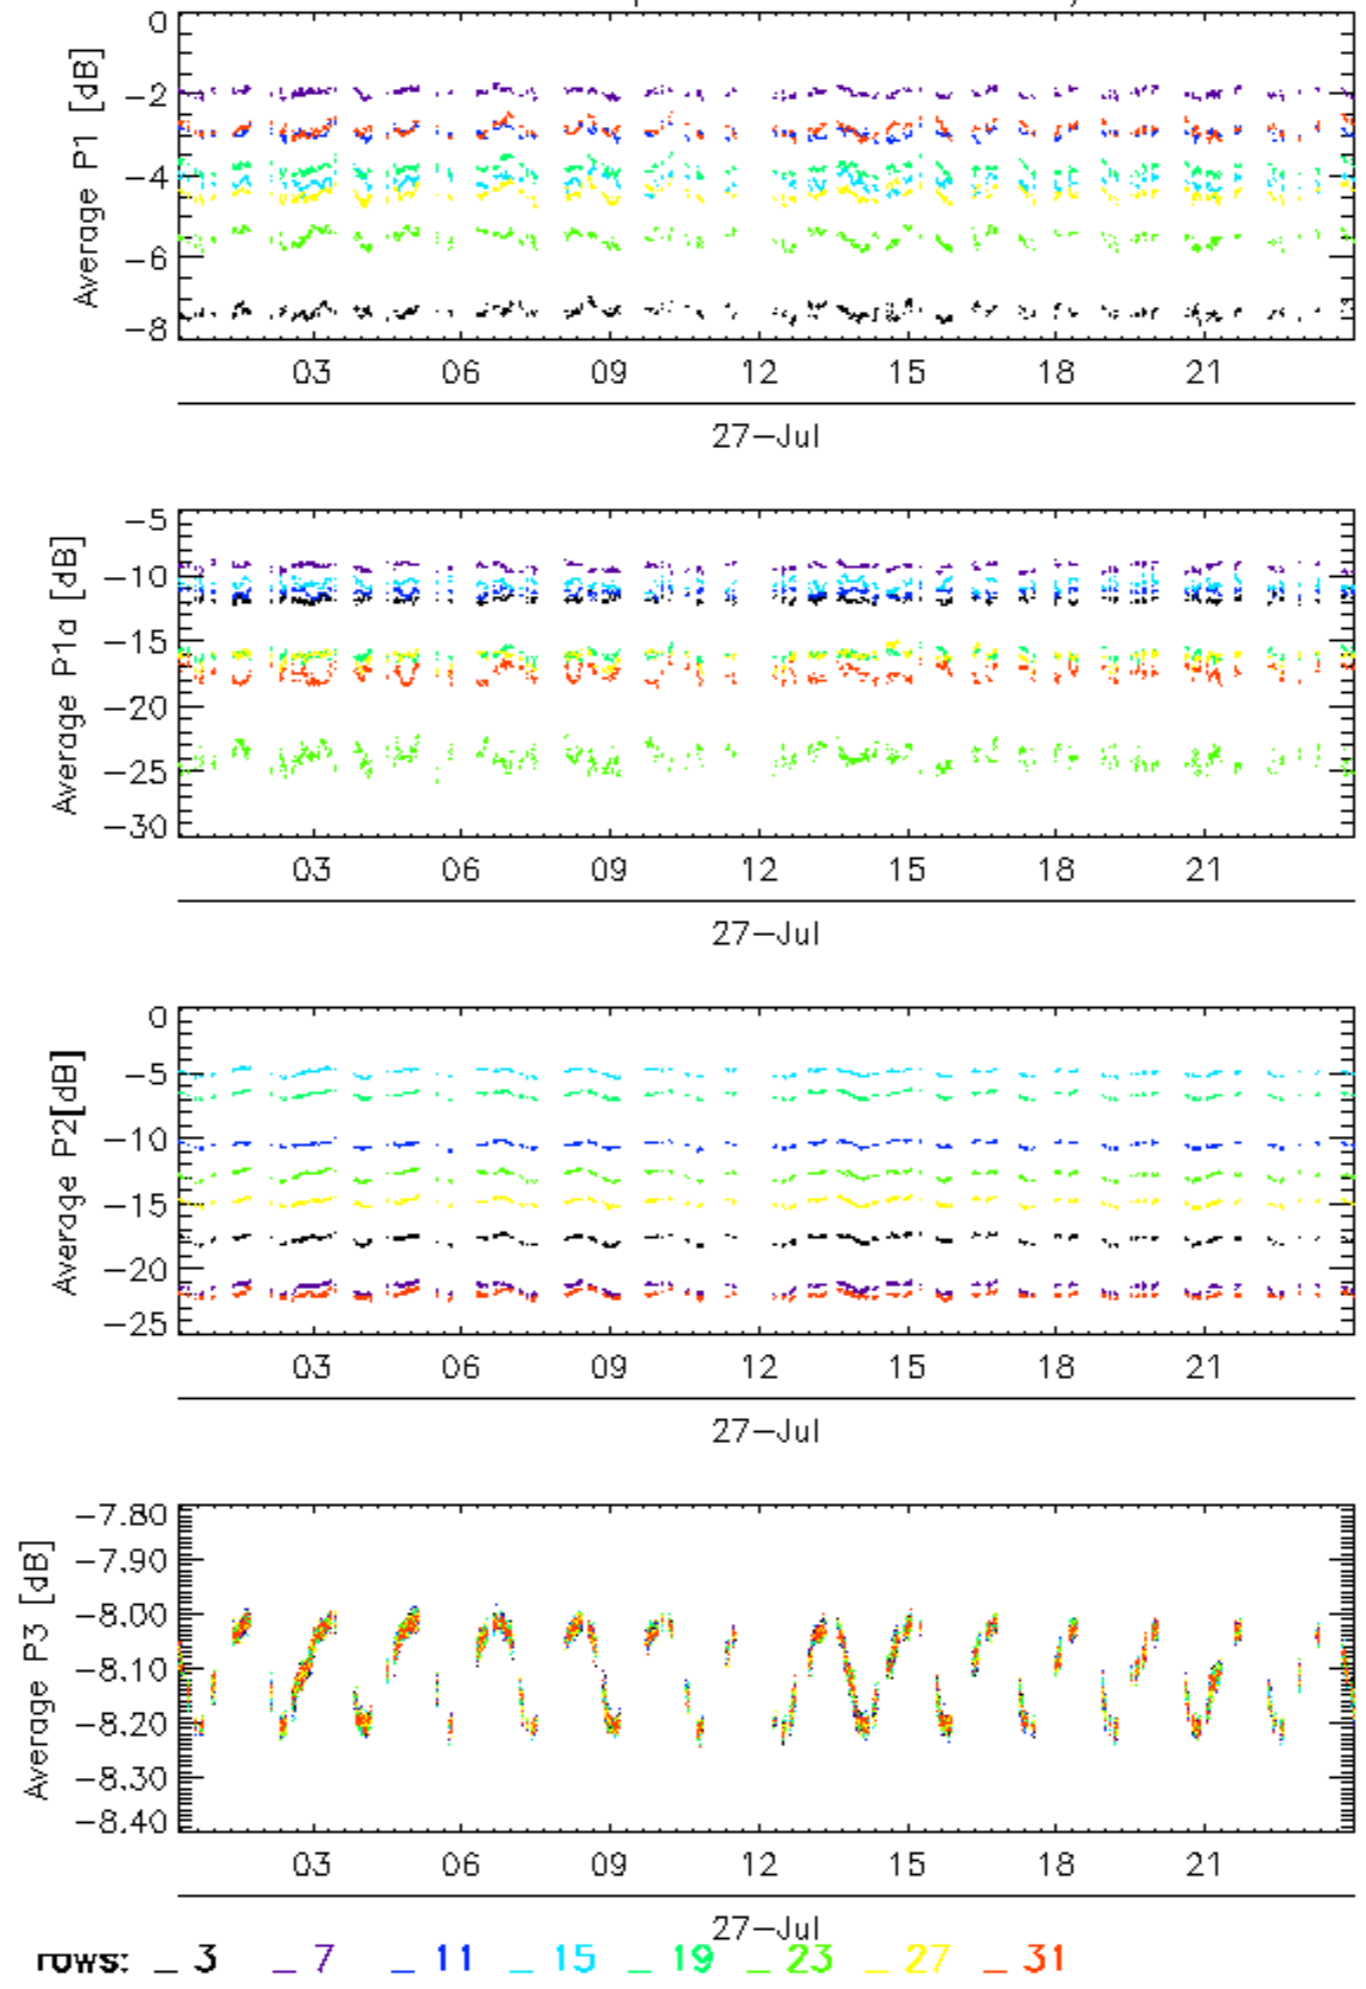 0
-2
-4
-6
-8
Average P1 [dB]
03 06 09 12 15 18 21
27-Jul
-5
-10
-15
-20
-25
-30
Average P1a [dB]
03 06 09 12 15 18 21
27-Jul
0
-5
-10
-15
-20
-25
Average P2[dB]
03 06 09 12 15 18 21
27-Jul
-7.80
-7.90
-8.00
-8.10
-8.20
-8.30
-8.40
Average P3 [dB]
03 06 09 12 15 18 21
27-Jul
rows: _ 3 _ 7 _ 11 _ 15 _ 19 _ 23 _ 27 _ 31